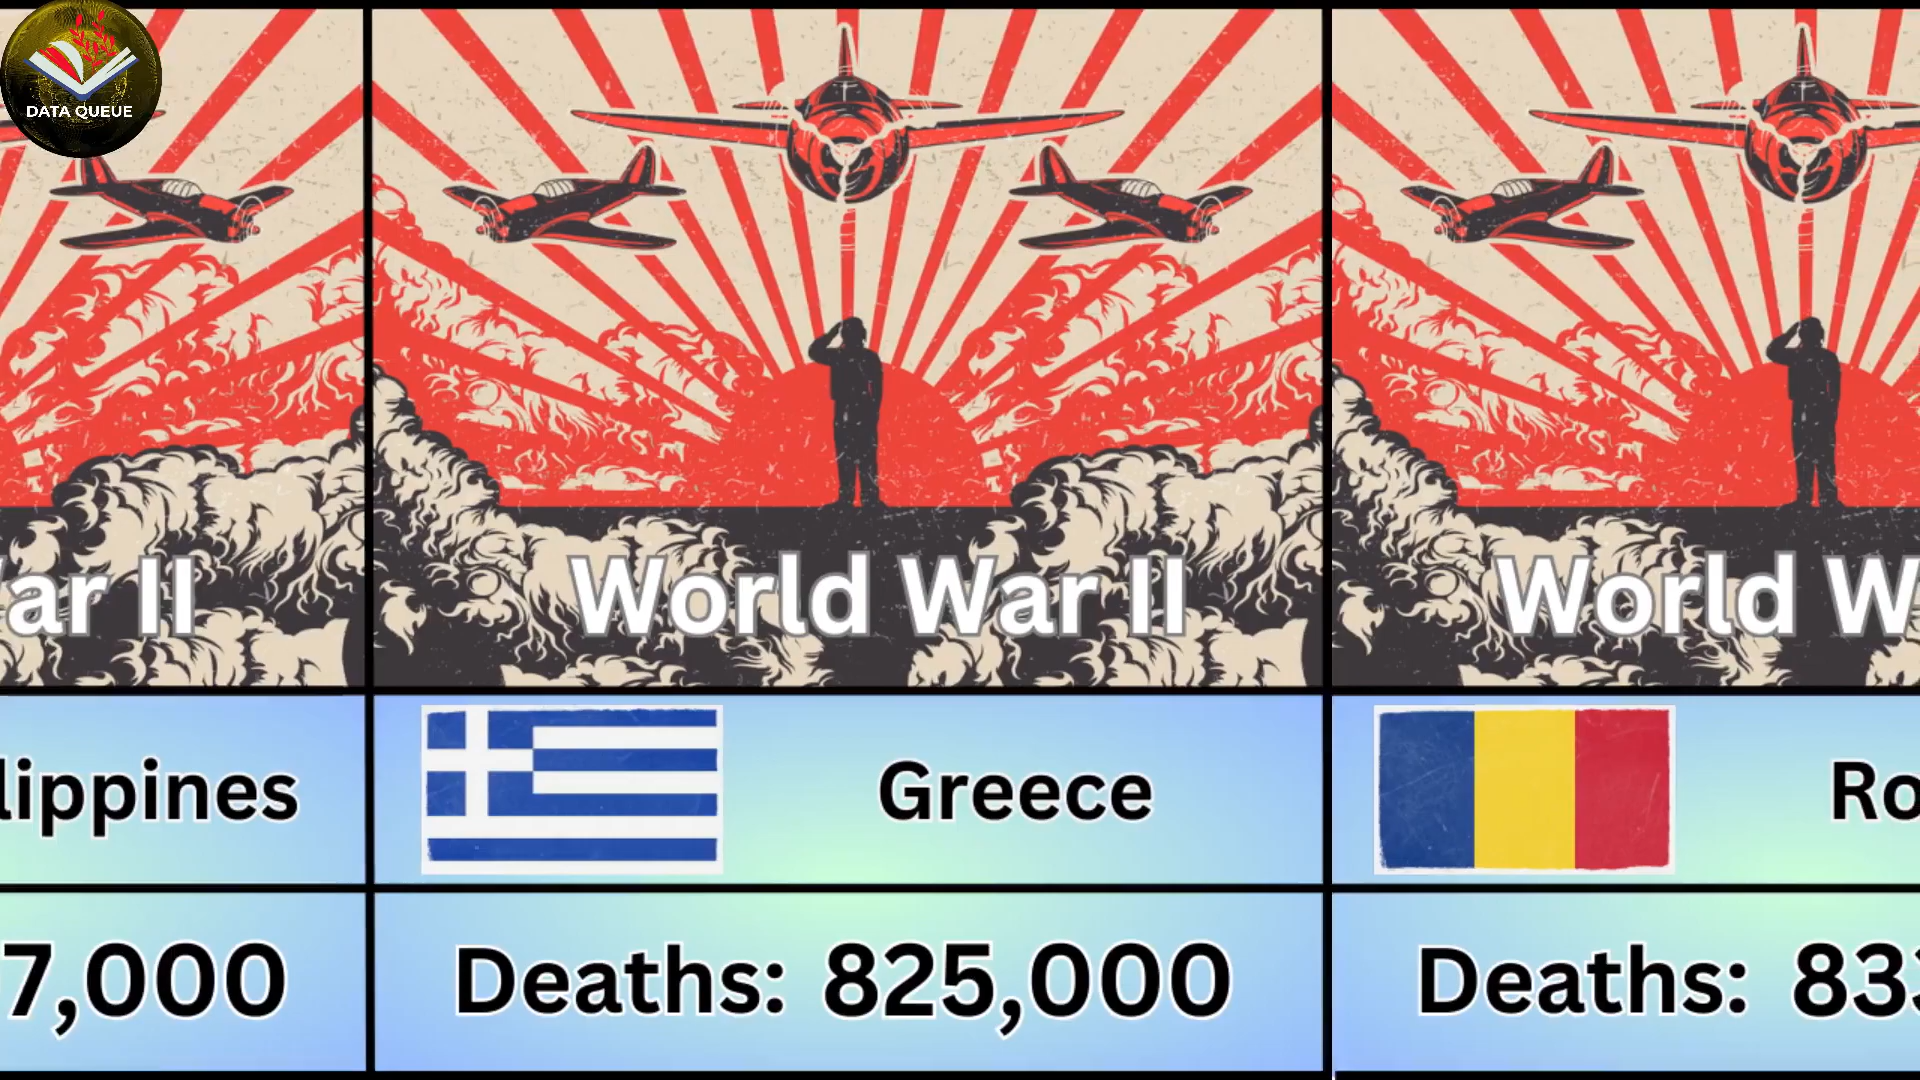 DATA QUEUE
ar II
World War II
World W
lippines
Greece
Ro
7,000
Deaths: 825,000
Deaths: 83